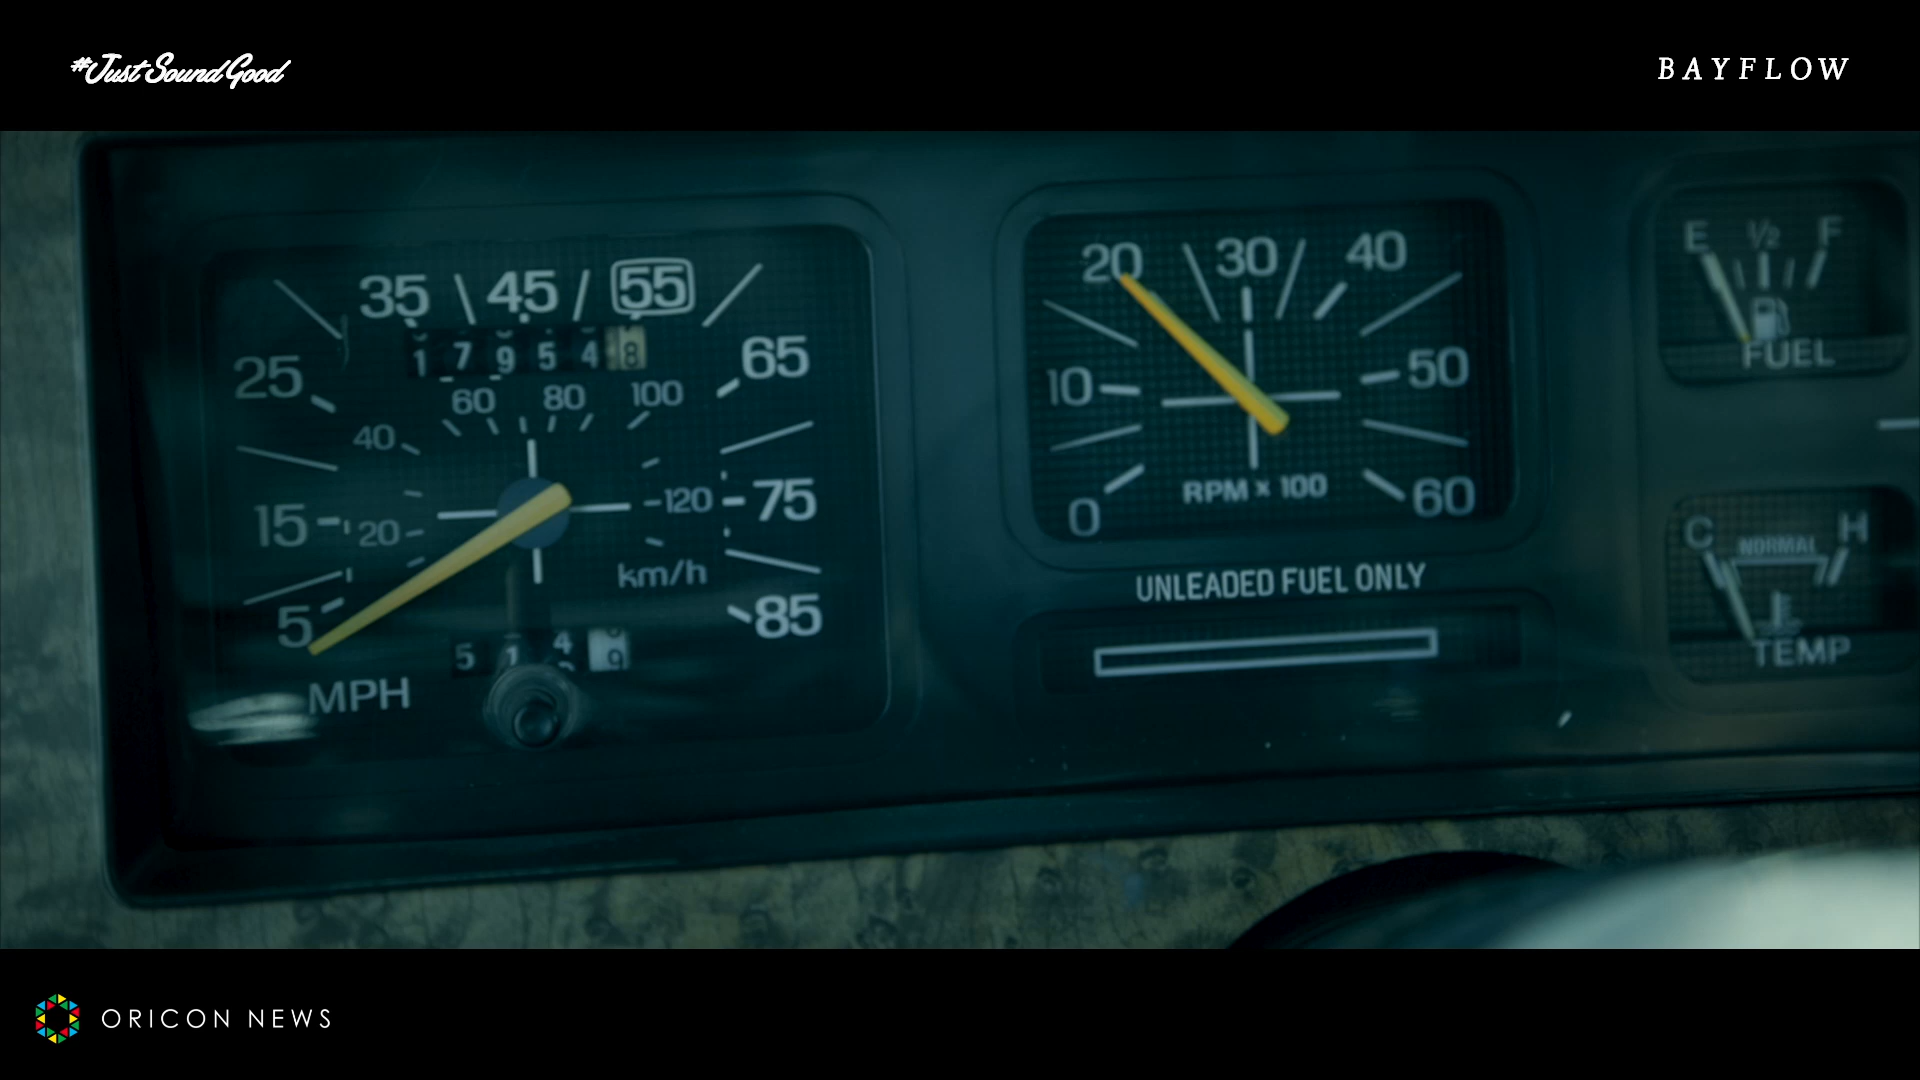 #JustSoundGood
BAYFLOW
35 45 55
25 65
1 7 9 5 4 8
60 80 100
40
15 20 120 75
km/h
5 85
5 1 4 9
MPH
20 30 40
10 50
RPM x 100
0 60
UNLEADED FUEL ONLY
E 1/2 F
FUEL
C NORMAL H
TEMP
ORICON NEWS